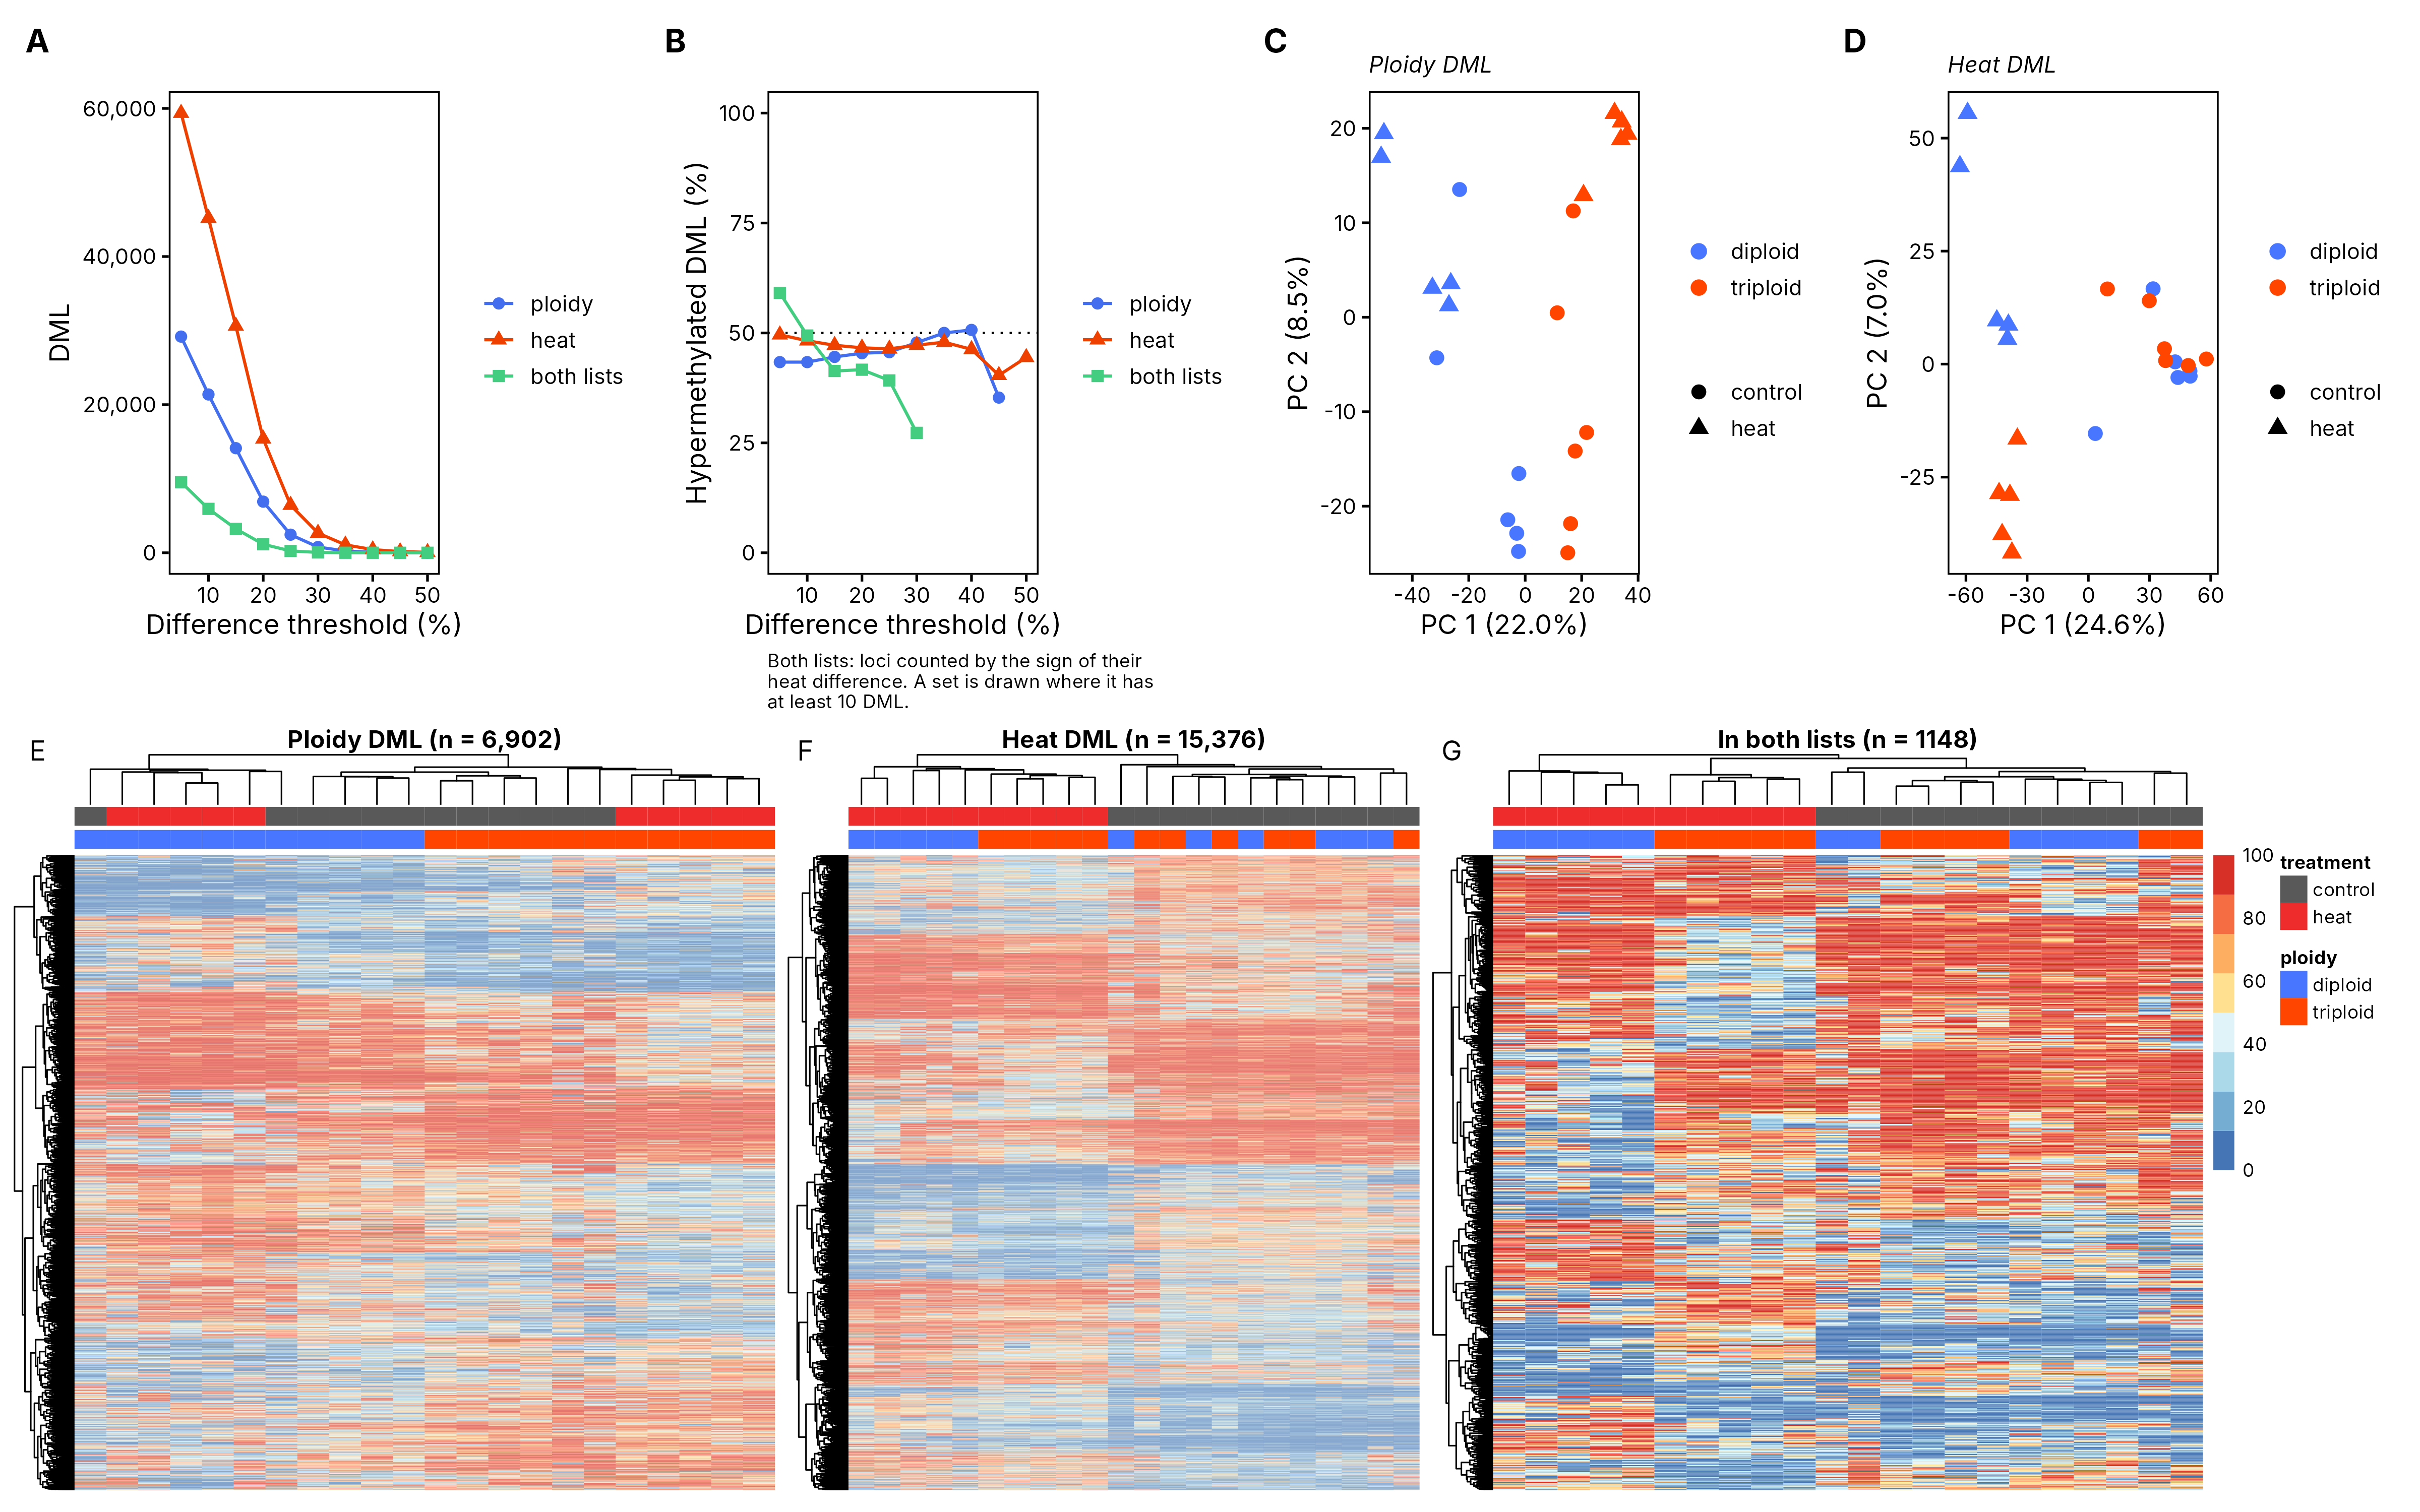 A
60,000
40,000
20,000
0
DML
10 20 30 40 50
Difference threshold (%)
ploidy
heat
both lists
B
100
75
50
25
0
Hypermethylated DML (%)
10 20 30 40 50
Difference threshold (%)
Both lists: loci counted by the sign of their
heat difference. A set is drawn where it has
at least 10 DML.
ploidy
heat
both lists
C
Ploidy DML
20
10
0
-10
-20
PC 2 (8.5%)
-40 -20 0 20 40
PC 1 (22.0%)
diploid
triploid
control
heat
D
Heat DML
50
25
0
-25
PC 2 (7.0%)
-60 -30 0 30 60
PC 1 (24.6%)
diploid
triploid
control
heat
E
Ploidy DML (n = 6,902)
F
Heat DML (n = 15,376)
G
In both lists (n = 1148)
100
80
60
40
20
0
treatment
control
heat
ploidy
diploid
triploid